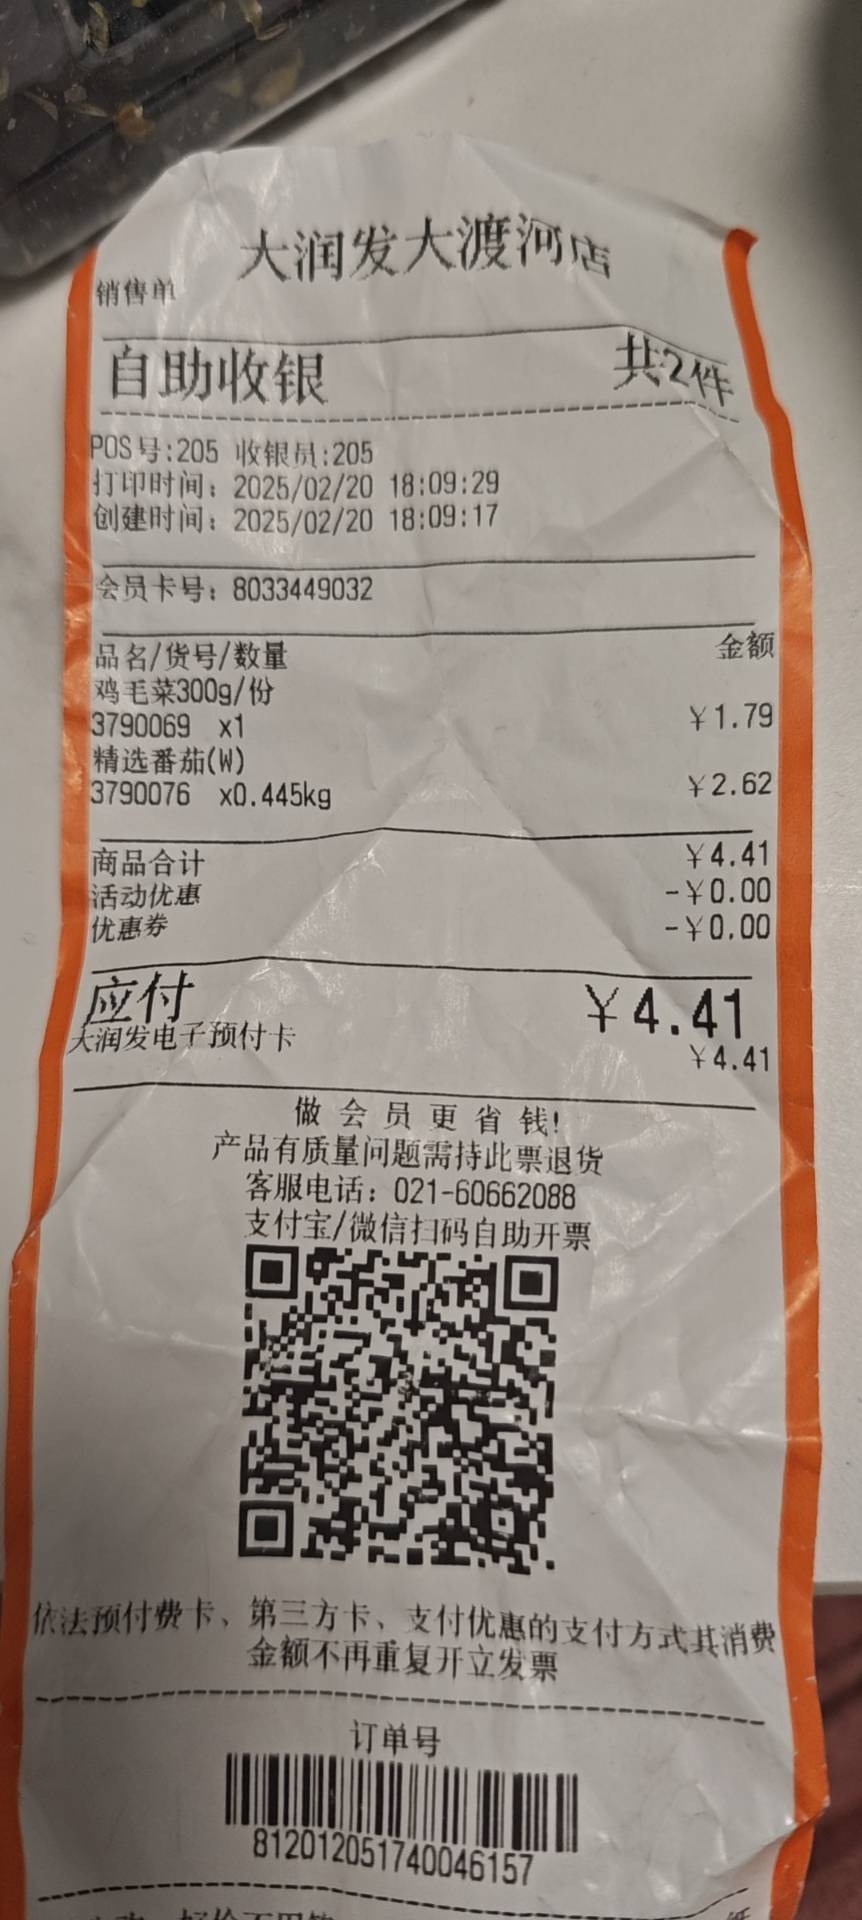 大润发大渡河店
销售单
自助收银 共2件
POS号:205 收银员:205
打印时间：2025/02/20 18:09:29
创建时间：2025/02/20 18:09:17
会员卡号：8033449032
品名/货号/数量 金额
鸡毛菜300g/份
3790069 x1 ￥1.79
精选番茄(W)
3790076 x0.445kg ￥2.62
商品合计 ￥4.41
活动优惠 -￥0.00
优惠券 -￥0.00
应付 ￥4.41
大润发电子预付卡 ￥4.41
做会员更省钱!
产品有质量问题需持此票退货
客服电话：021-60662088
支付宝/微信扫码自助开票
依法预付费卡、第三方卡、支付优惠的支付方式其消费
金额不再重复开立发票
订单号
812012051740046157